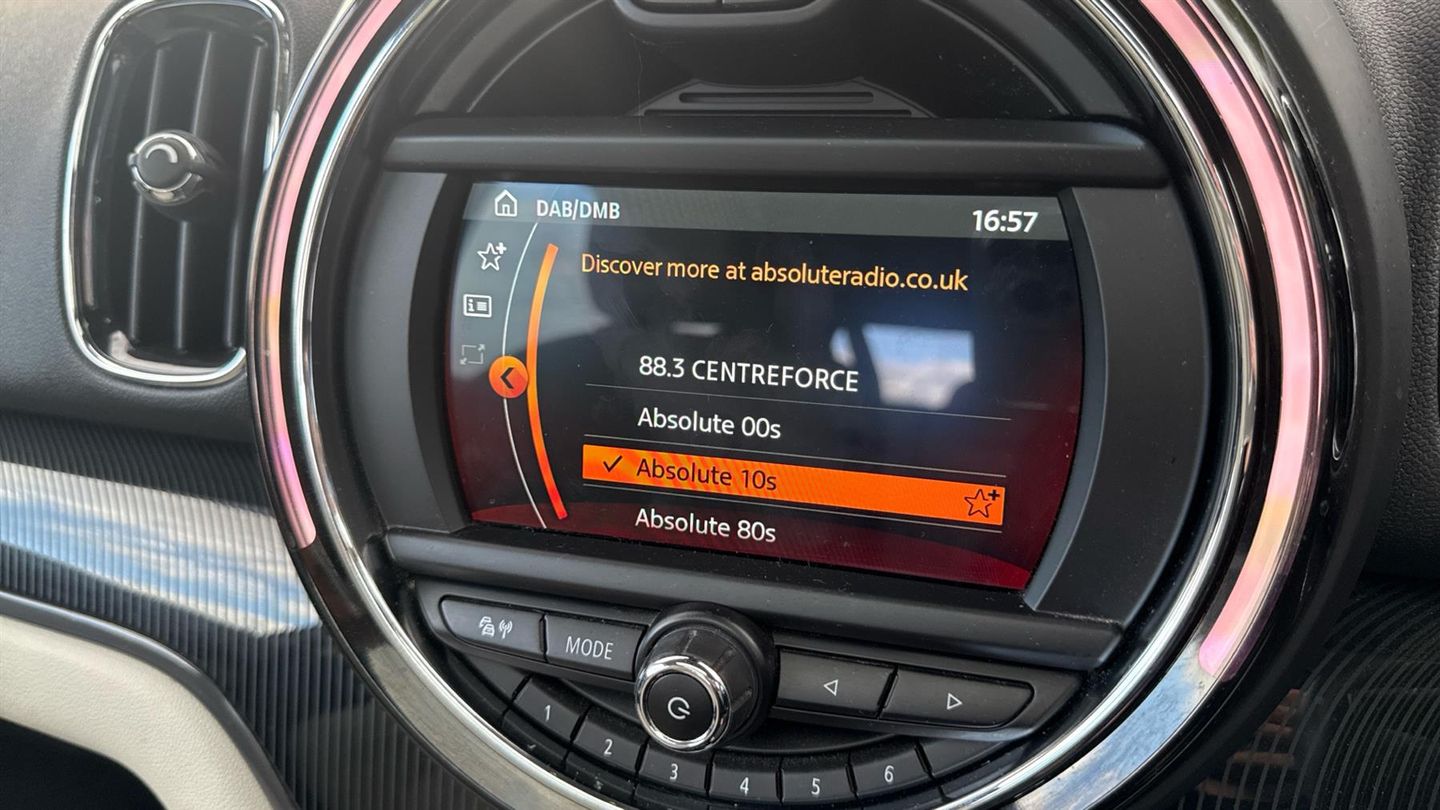 DAB/DMB
16:57
Discover more at absoluteradio.co.uk
88.3 CENTREFORCE
Absolute 00s
Absolute 10s
Absolute 80s
MODE
1 2 3 4 5 6